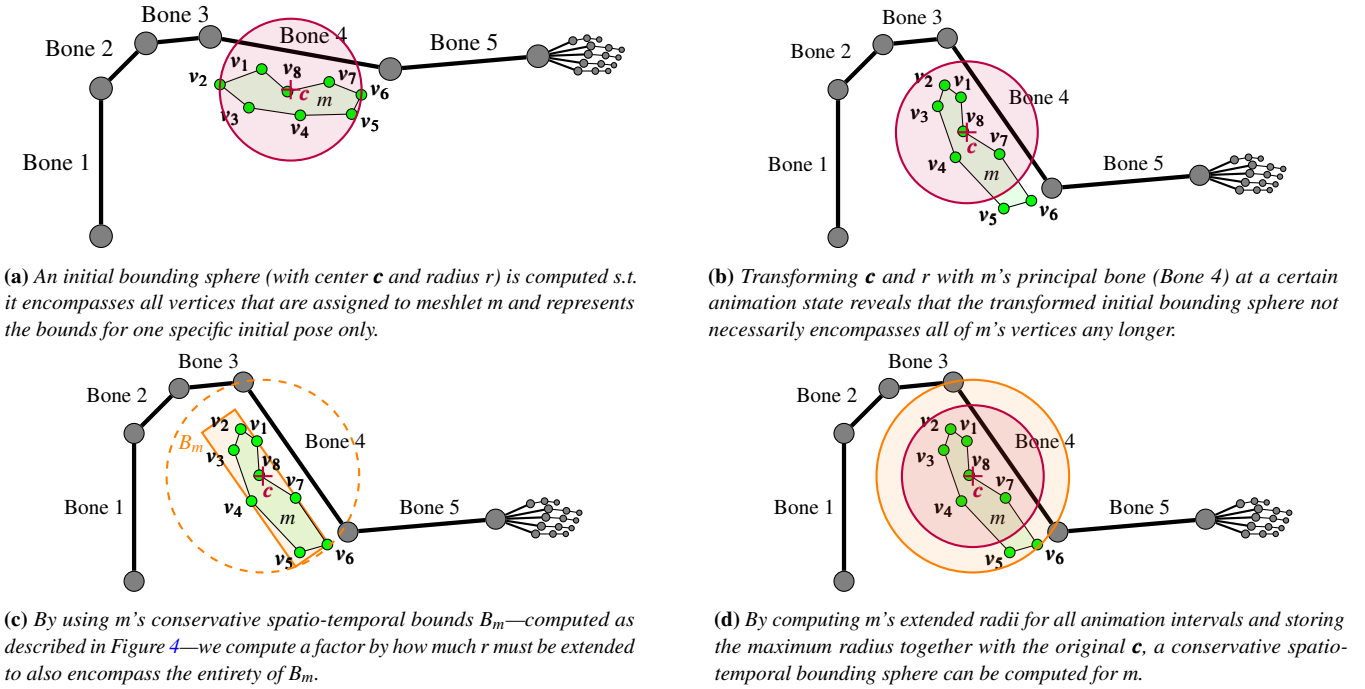 Bone 3
Bone 2
Bone 4
Bone 5
Bone 1
v1
v2
v8
v7
c
m
v6
v3
v4
v5
(a) An initial bounding sphere (with center c and radius r) is computed s.t.
it encompasses all vertices that are assigned to meshlet m and represents
the bounds for one specific initial pose only.
Bone 3
Bone 2
v2
v1
Bone 4
v3
v8
v7
c
Bone 1
v4
m
Bone 5
v5
v6
(b) Transforming c and r with m's principal bone (Bone 4) at a certain
animation state reveals that the transformed initial bounding sphere not
necessarily encompasses all of m's vertices any longer.
Bone 3
Bone 2
v2
v1
Bm
Bone 4
v3
v8
v7
c
Bone 1
v4
m
Bone 5
v5
v6
(c) By using m's conservative spatio-temporal bounds Bm—computed as
described in Figure 4—we compute a factor by how much r must be extended
to also encompass the entirety of Bm.
Bone 3
Bone 2
v2
v1
Bone 4
v3
v8
v7
c
Bone 1
v4
m
Bone 5
v5
v6
(d) By computing m's extended radii for all animation intervals and storing
the maximum radius together with the original c, a conservative spatio-
temporal bounding sphere can be computed for m.